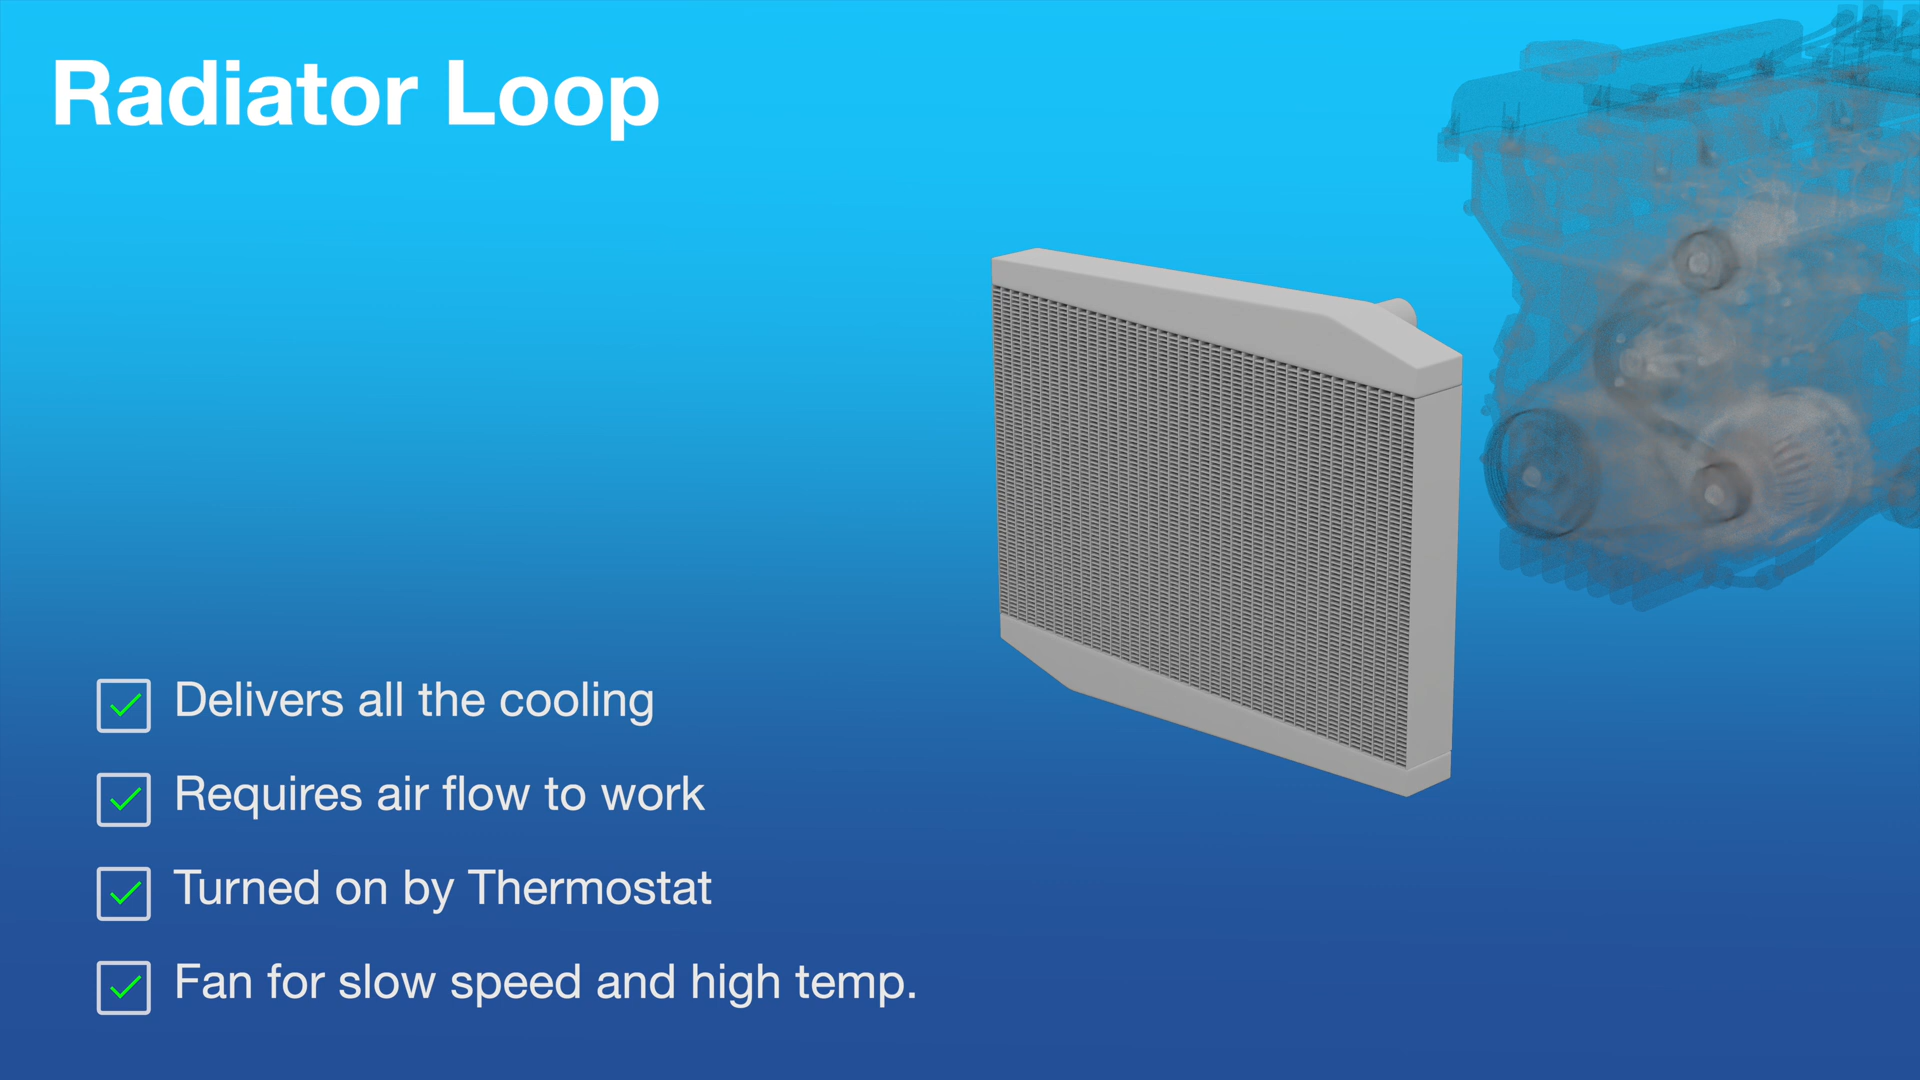 Radiator Loop
Delivers all the cooling
Requires air flow to work
Turned on by Thermostat
Fan for slow speed and high temp.